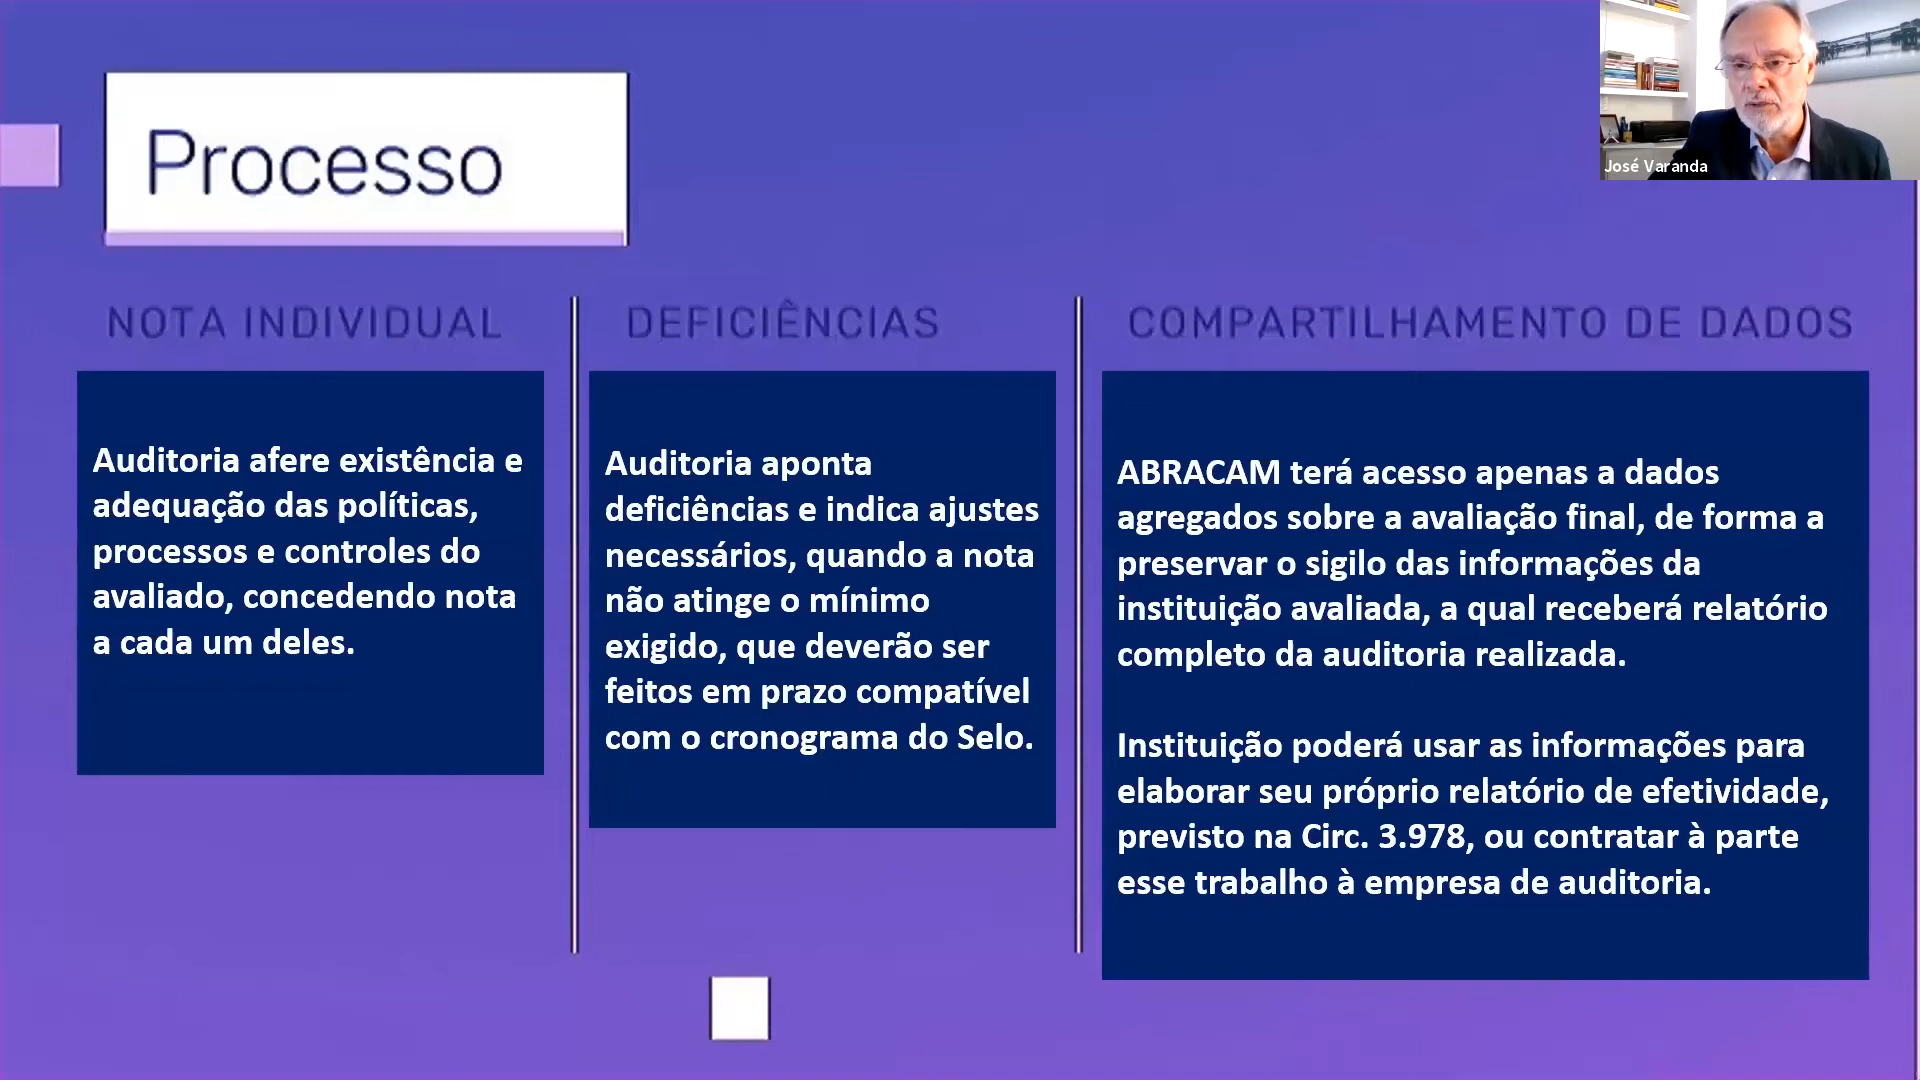 Processo
José Varanda
NOTA INDIVIDUAL
Auditoria afere existência e
adequação das políticas,
processos e controles do
avaliado, concedendo nota
a cada um deles.
DEFICIÊNCIAS
Auditoria aponta
deficiências e indica ajustes
necessários, quando a nota
não atinge o mínimo
exigido, que deverão ser
feitos em prazo compatível
com o cronograma do Selo.
COMPARTILHAMENTO DE DADOS
ABRACAM terá acesso apenas a dados
agregados sobre a avaliação final, de forma a
preservar o sigilo das informações da
instituição avaliada, a qual receberá relatório
completo da auditoria realizada.
Instituição poderá usar as informações para
elaborar seu próprio relatório de efetividade,
previsto na Circ. 3.978, ou contratar à parte
esse trabalho à empresa de auditoria.